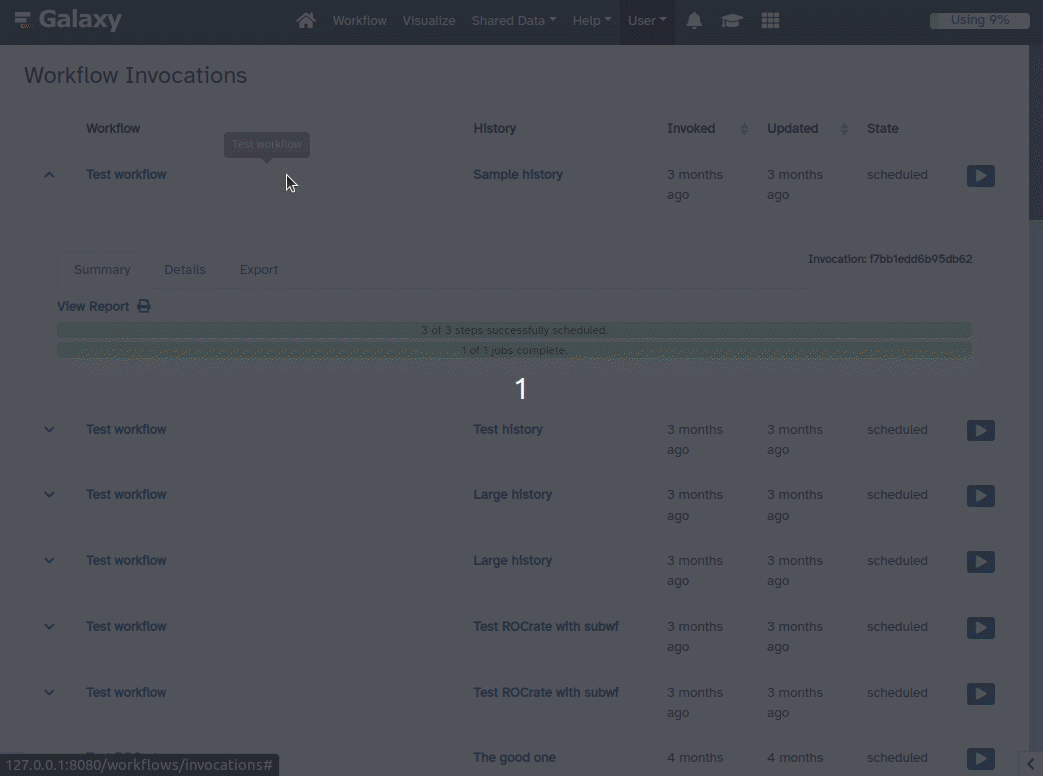 Galaxy Workflow Visualize Shared Data Help User Using 9%
Workflow Invocations
Workflow History Invoked Updated State
Test workflow
Test workflow Sample history 3 months ago 3 months ago scheduled
Summary Details Export Invocation: f7bb1edd6b95db62
View Report
3 of 3 steps successfully scheduled.
1 of 1 jobs complete.
1
Test workflow Test history 3 months ago 3 months ago scheduled
Test workflow Large history 3 months ago 3 months ago scheduled
Test workflow Large history 3 months ago 3 months ago scheduled
Test workflow Test ROCrate with subwf 3 months ago 3 months ago scheduled
Test workflow Test ROCrate with subwf 3 months ago 3 months ago scheduled
The good one 4 months 4 months scheduled
127.0.0.1:8080/workflows/invocations#